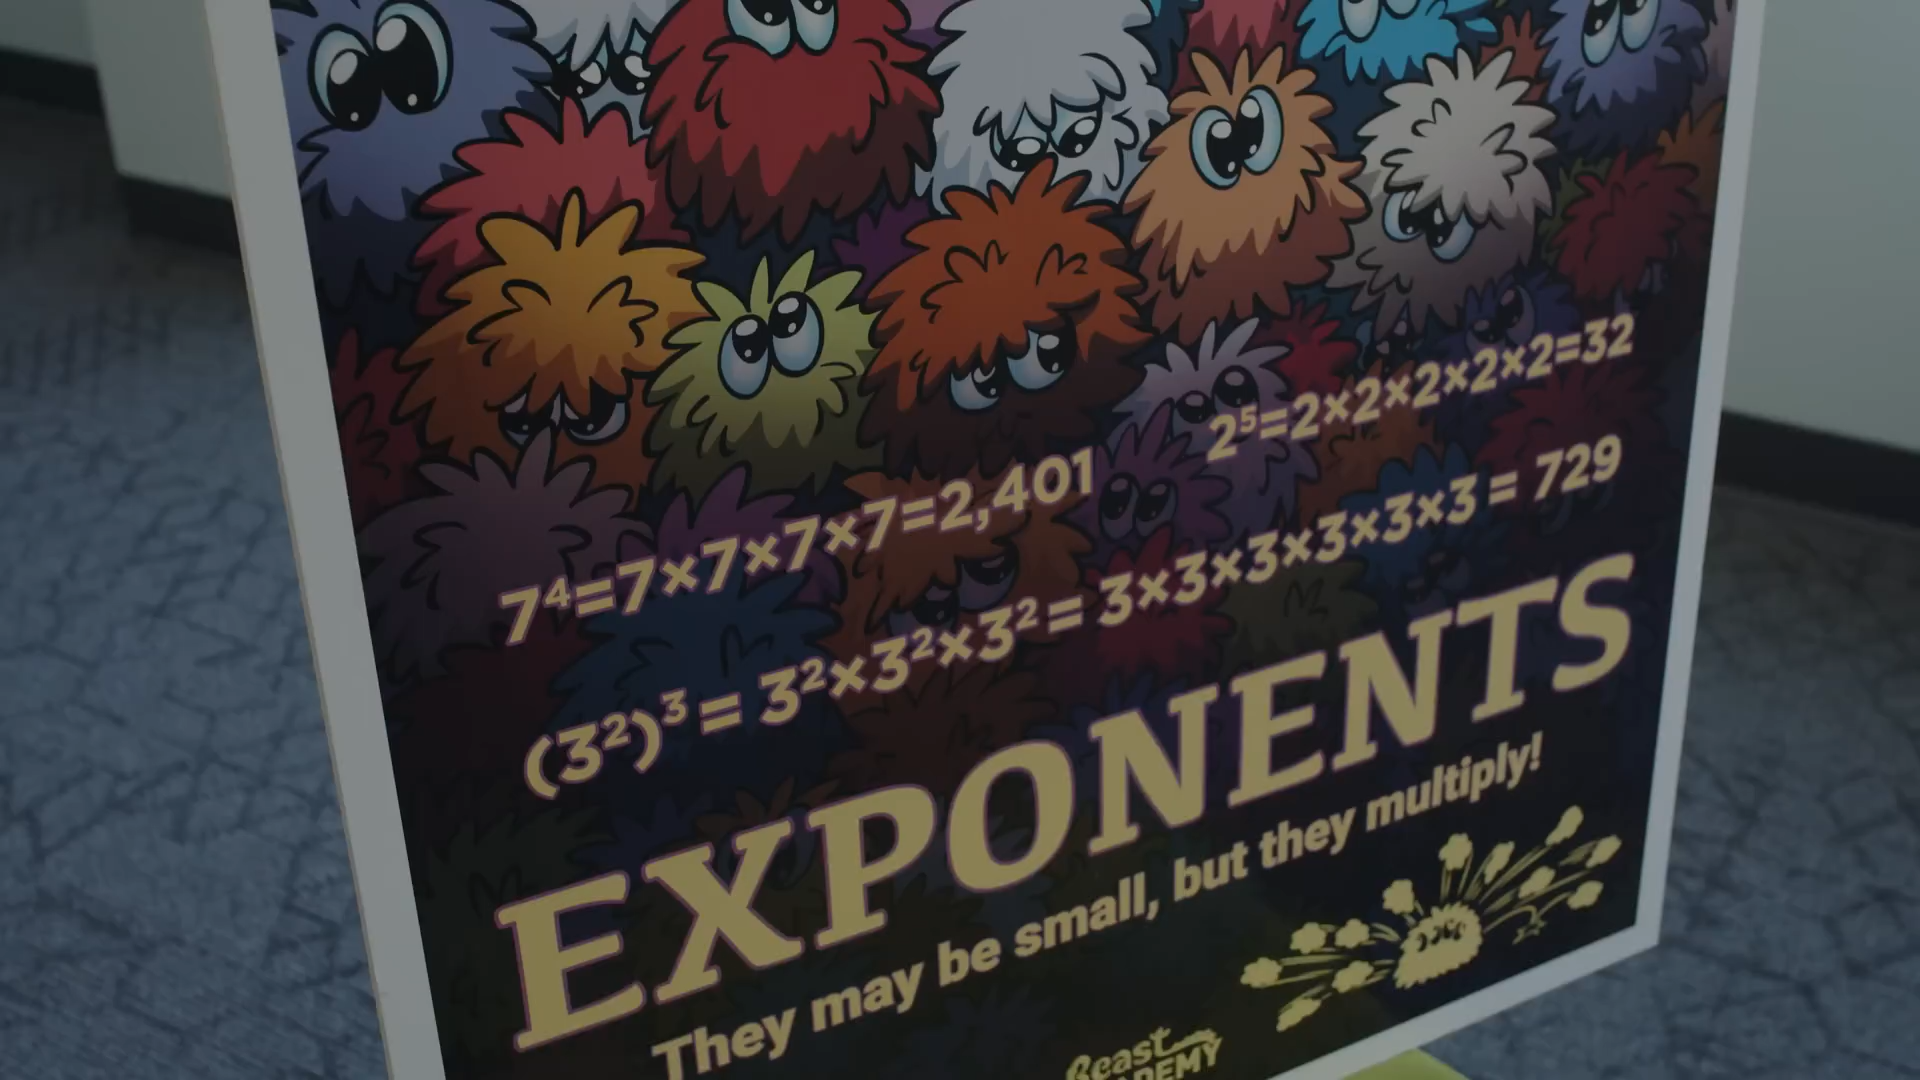 2⁵=2×2×2×2×2=32
7⁴=7×7×7×7=2,401
(3²)³ = 3²×3²×3² = 3×3×3×3×3×3 = 729
EXPONENTS
They may be small, but they multiply!
Beast